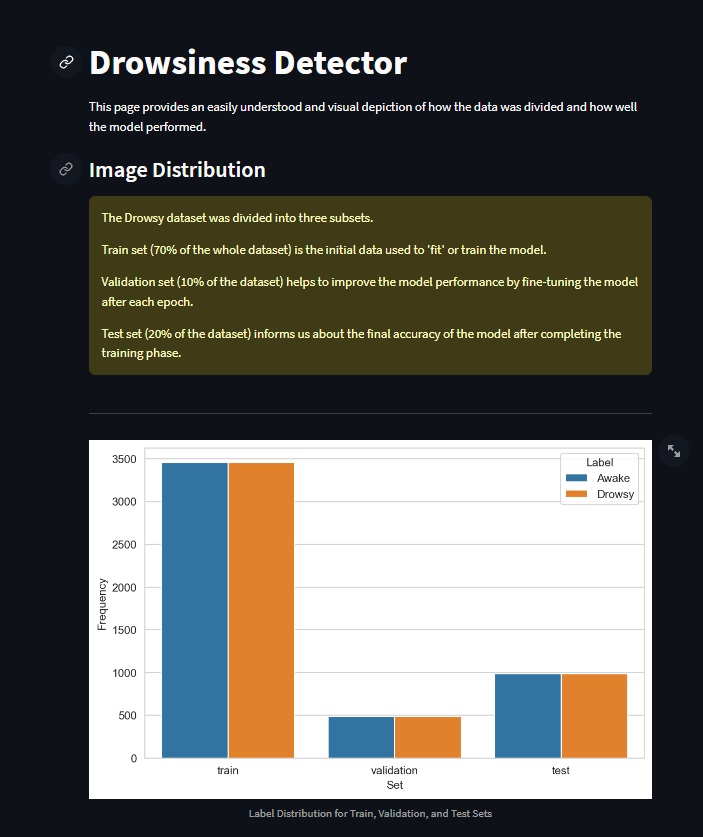 Drowsiness Detector
This page provides an easily understood and visual depiction of how the data was divided and how well
the model performed.
Image Distribution
The Drowsy dataset was divided into three subsets.
Train set (70% of the whole dataset) is the initial data used to 'fit' or train the model.
Validation set (10% of the dataset) helps to improve the model performance by fine-tuning the model
after each epoch.
Test set (20% of the dataset) informs us about the final accuracy of the model after completing the
training phase.
Label
Awake
Drowsy
3500
3000
2500
2000
1500
1000
500
0
Frequency
train validation test
Set
Label Distribution for Train, Validation, and Test Sets